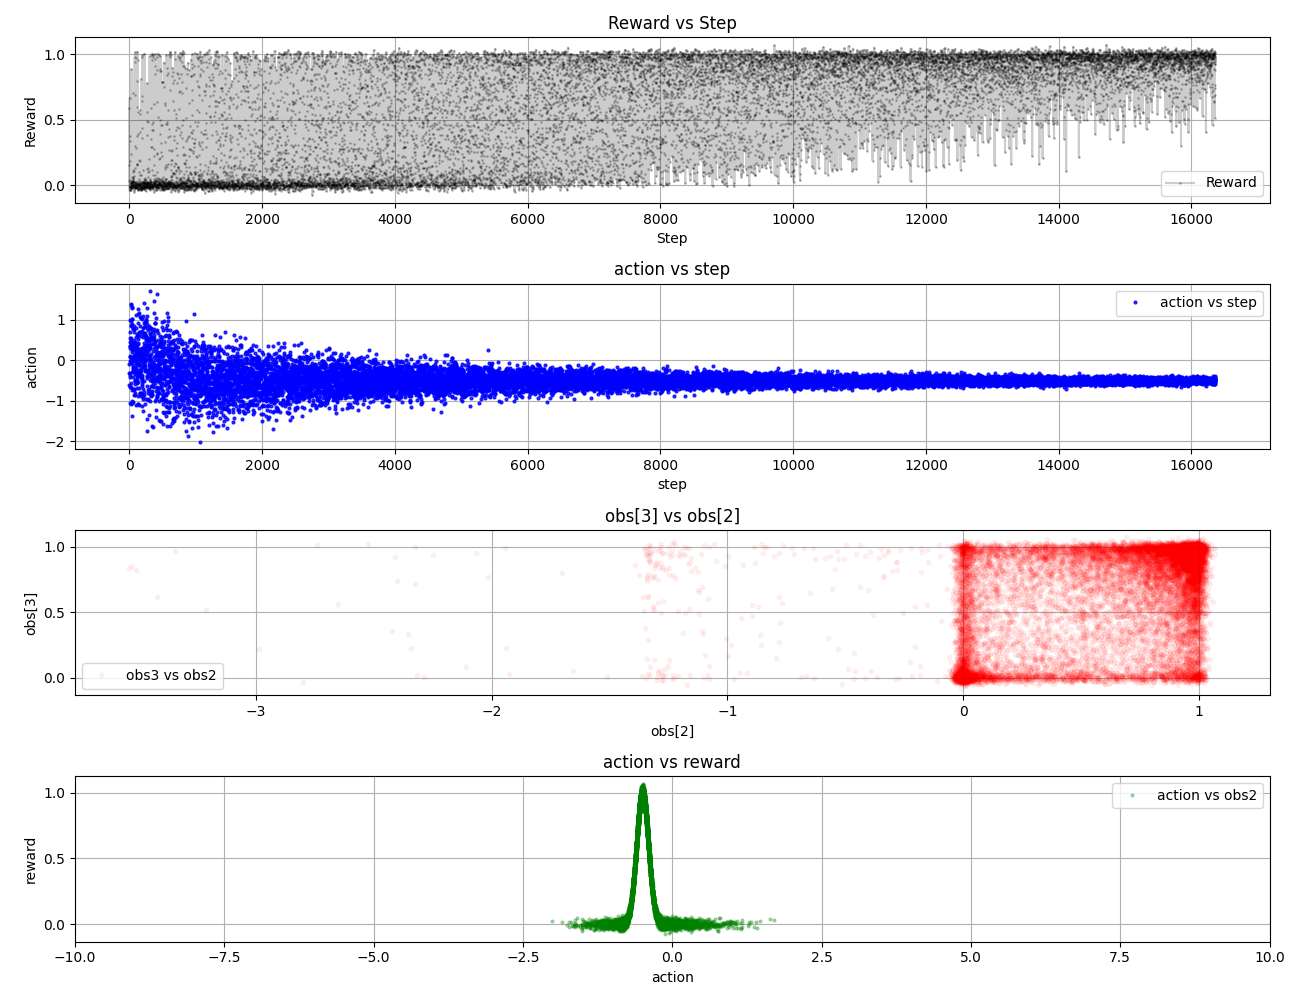 Reward vs Step
1.0
0.5
0.0
Reward
Reward
0 2000 4000 6000 8000 10000 12000 14000 16000
Step
action vs step
1
0
−1
−2
action
action vs step
0 2000 4000 6000 8000 10000 12000 14000 16000
step
obs[3] vs obs[2]
1.0
0.5
0.0
obs[3]
obs3 vs obs2
−3 −2 −1 0 1
obs[2]
action vs reward
1.0
0.5
0.0
reward
action vs obs2
−10.0 −7.5 −5.0 −2.5 0.0 2.5 5.0 7.5 10.0
action